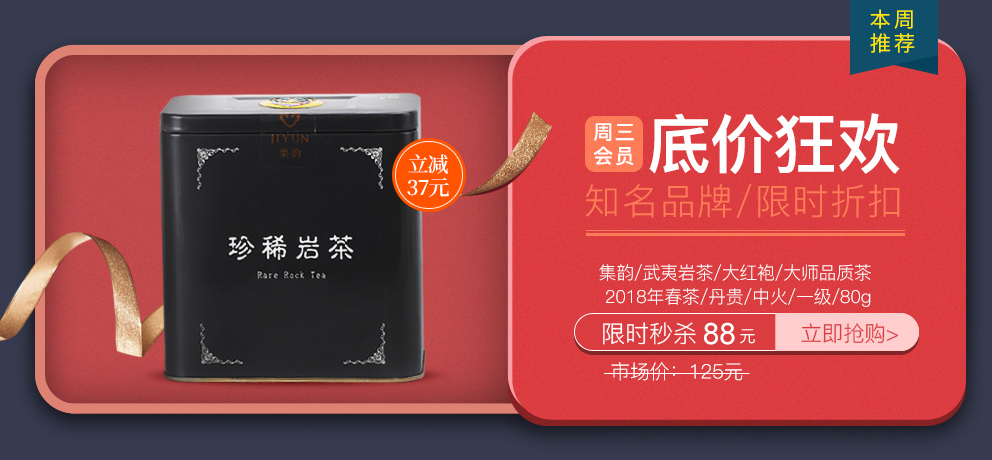 本周
推荐
JIYUN
集韵
立减
37元
珍稀岩茶
Rare Rock Tea
周三
会员
底价狂欢
知名品牌/限时折扣
集韵/武夷岩茶/大红袍/大师品质茶
2018年春茶/丹贵/中火/一级/80g
限时秒杀 88元
立即抢购>
市场价：125元